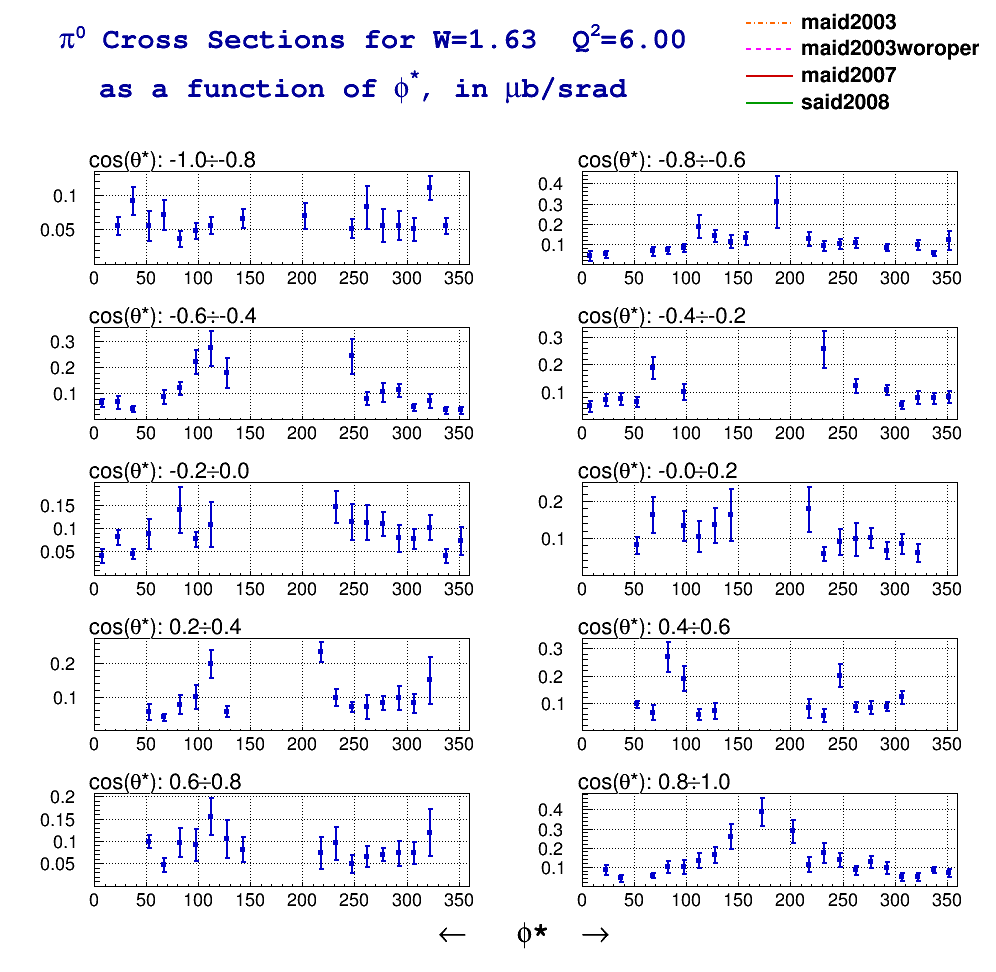 π⁰ Cross Sections for W=1.63 Q²=6.00
as a function of ϕ*, in μb/srad
maid2003
maid2003woroper
maid2007
said2008
cos(θ*): -1.0÷-0.8
0.1
0.05
0 50 100 150 200 250 300 350
cos(θ*): -0.8÷-0.6
0.4
0.3
0.2
0.1
0 50 100 150 200 250 300 350
cos(θ*): -0.6÷-0.4
0.3
0.2
0.1
0 50 100 150 200 250 300 350
cos(θ*): -0.4÷-0.2
0.3
0.2
0.1
0 50 100 150 200 250 300 350
cos(θ*): -0.2÷0.0
0.15
0.1
0.05
0 50 100 150 200 250 300 350
cos(θ*): -0.0÷0.2
0.2
0.1
0 50 100 150 200 250 300 350
cos(θ*): 0.2÷0.4
0.2
0.1
0 50 100 150 200 250 300 350
cos(θ*): 0.4÷0.6
0.3
0.2
0.1
0 50 100 150 200 250 300 350
cos(θ*): 0.6÷0.8
0.2
0.15
0.1
0.05
0 50 100 150 200 250 300 350
cos(θ*): 0.8÷1.0
0.4
0.3
0.2
0.1
0 50 100 150 200 250 300 350
← ϕ* →